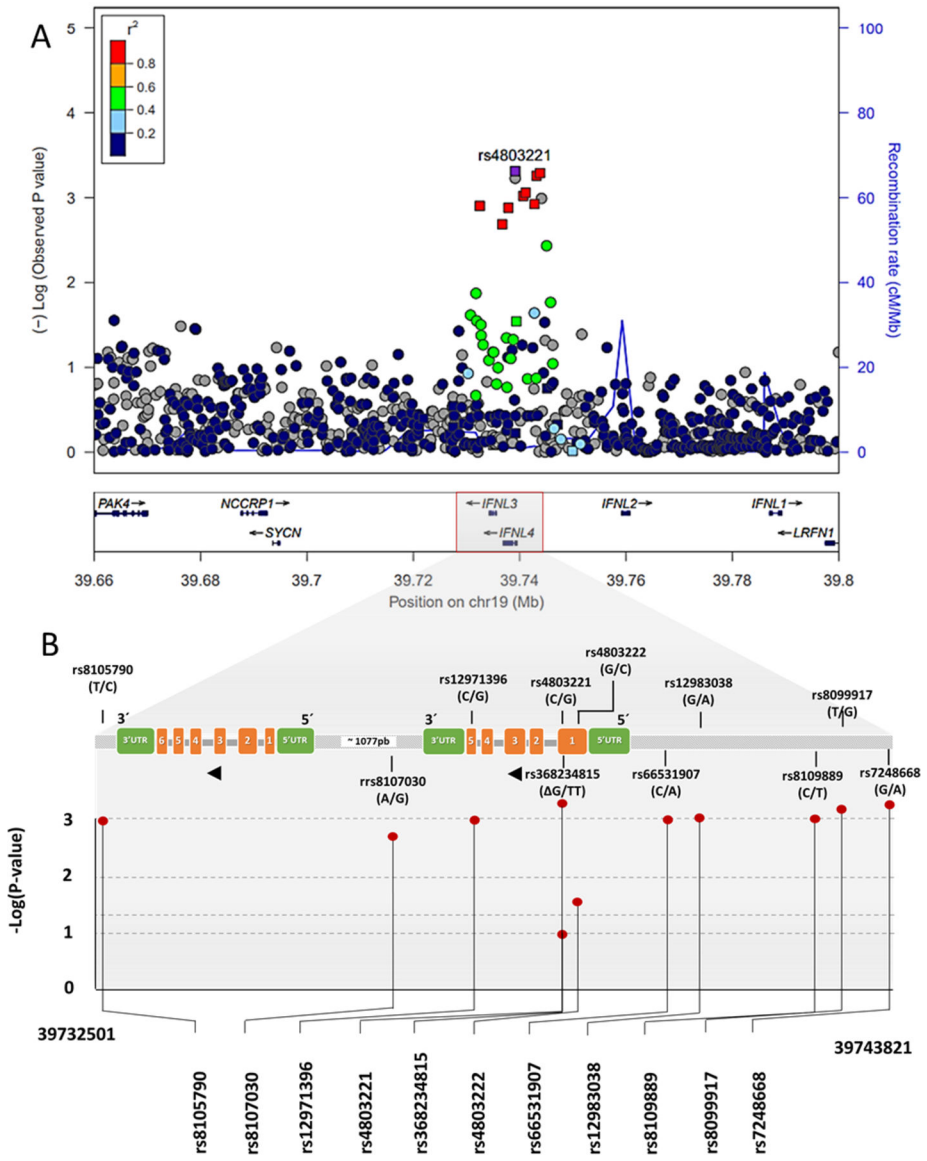 A
r²
0.8
0.6
0.4
0.2
5
4
3
2
1
0
(−) Log (Observed P value)
100
80
60
40
20
0
Recombination rate (cM/Mb)
rs4803221
PAK4→
NCCRP1→
←SYCN
←IFNL3
←IFNL4
IFNL2→
IFNL1→
←LRFN1
39.66 39.68 39.7 39.72 39.74 39.76 39.78 39.8
Position on chr19 (Mb)
B
rs8105790
(T/C)
rs12971396
(C/G)
rs4803221
(C/G)
rs4803222
(G/C)
rs12983038
(G/A)
rs8099917
(T/G)
3´ 5´ 3´ 5´
3'UTR 6 5 4 3 2 1 5'UTR ~ 1077pb 3'UTR 5 4 3 2 1 5'UTR
rrs8107030
(A/G)
rs368234815
(ΔG/TT)
rs66531907
(C/A)
rs8109889
(C/T)
rs7248668
(G/A)
-Log(P-value)
3
2
1
0
39732501
39743821
rs8105790
rs8107030
rs12971396
rs4803221
rs368234815
rs4803222
rs66531907
rs12983038
rs8109889
rs8099917
rs7248668